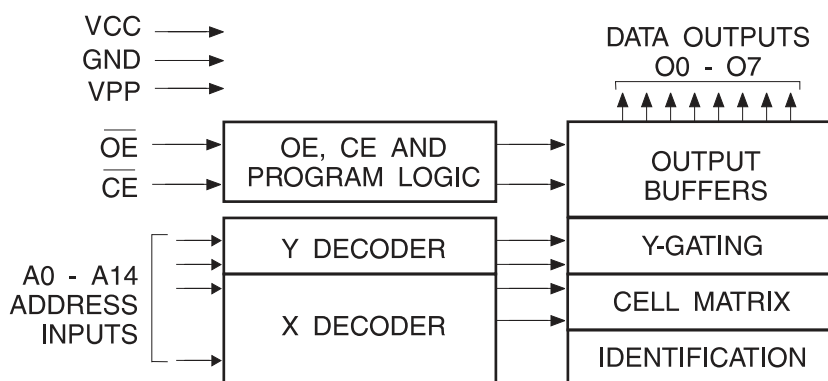 VCC
GND
VPP
DATA OUTPUTS
O0 - O7
OE
CE
OE, CE AND
PROGRAM LOGIC
OUTPUT
BUFFERS
A0 - A14
ADDRESS
INPUTS
Y DECODER
Y-GATING
X DECODER
CELL MATRIX
IDENTIFICATION